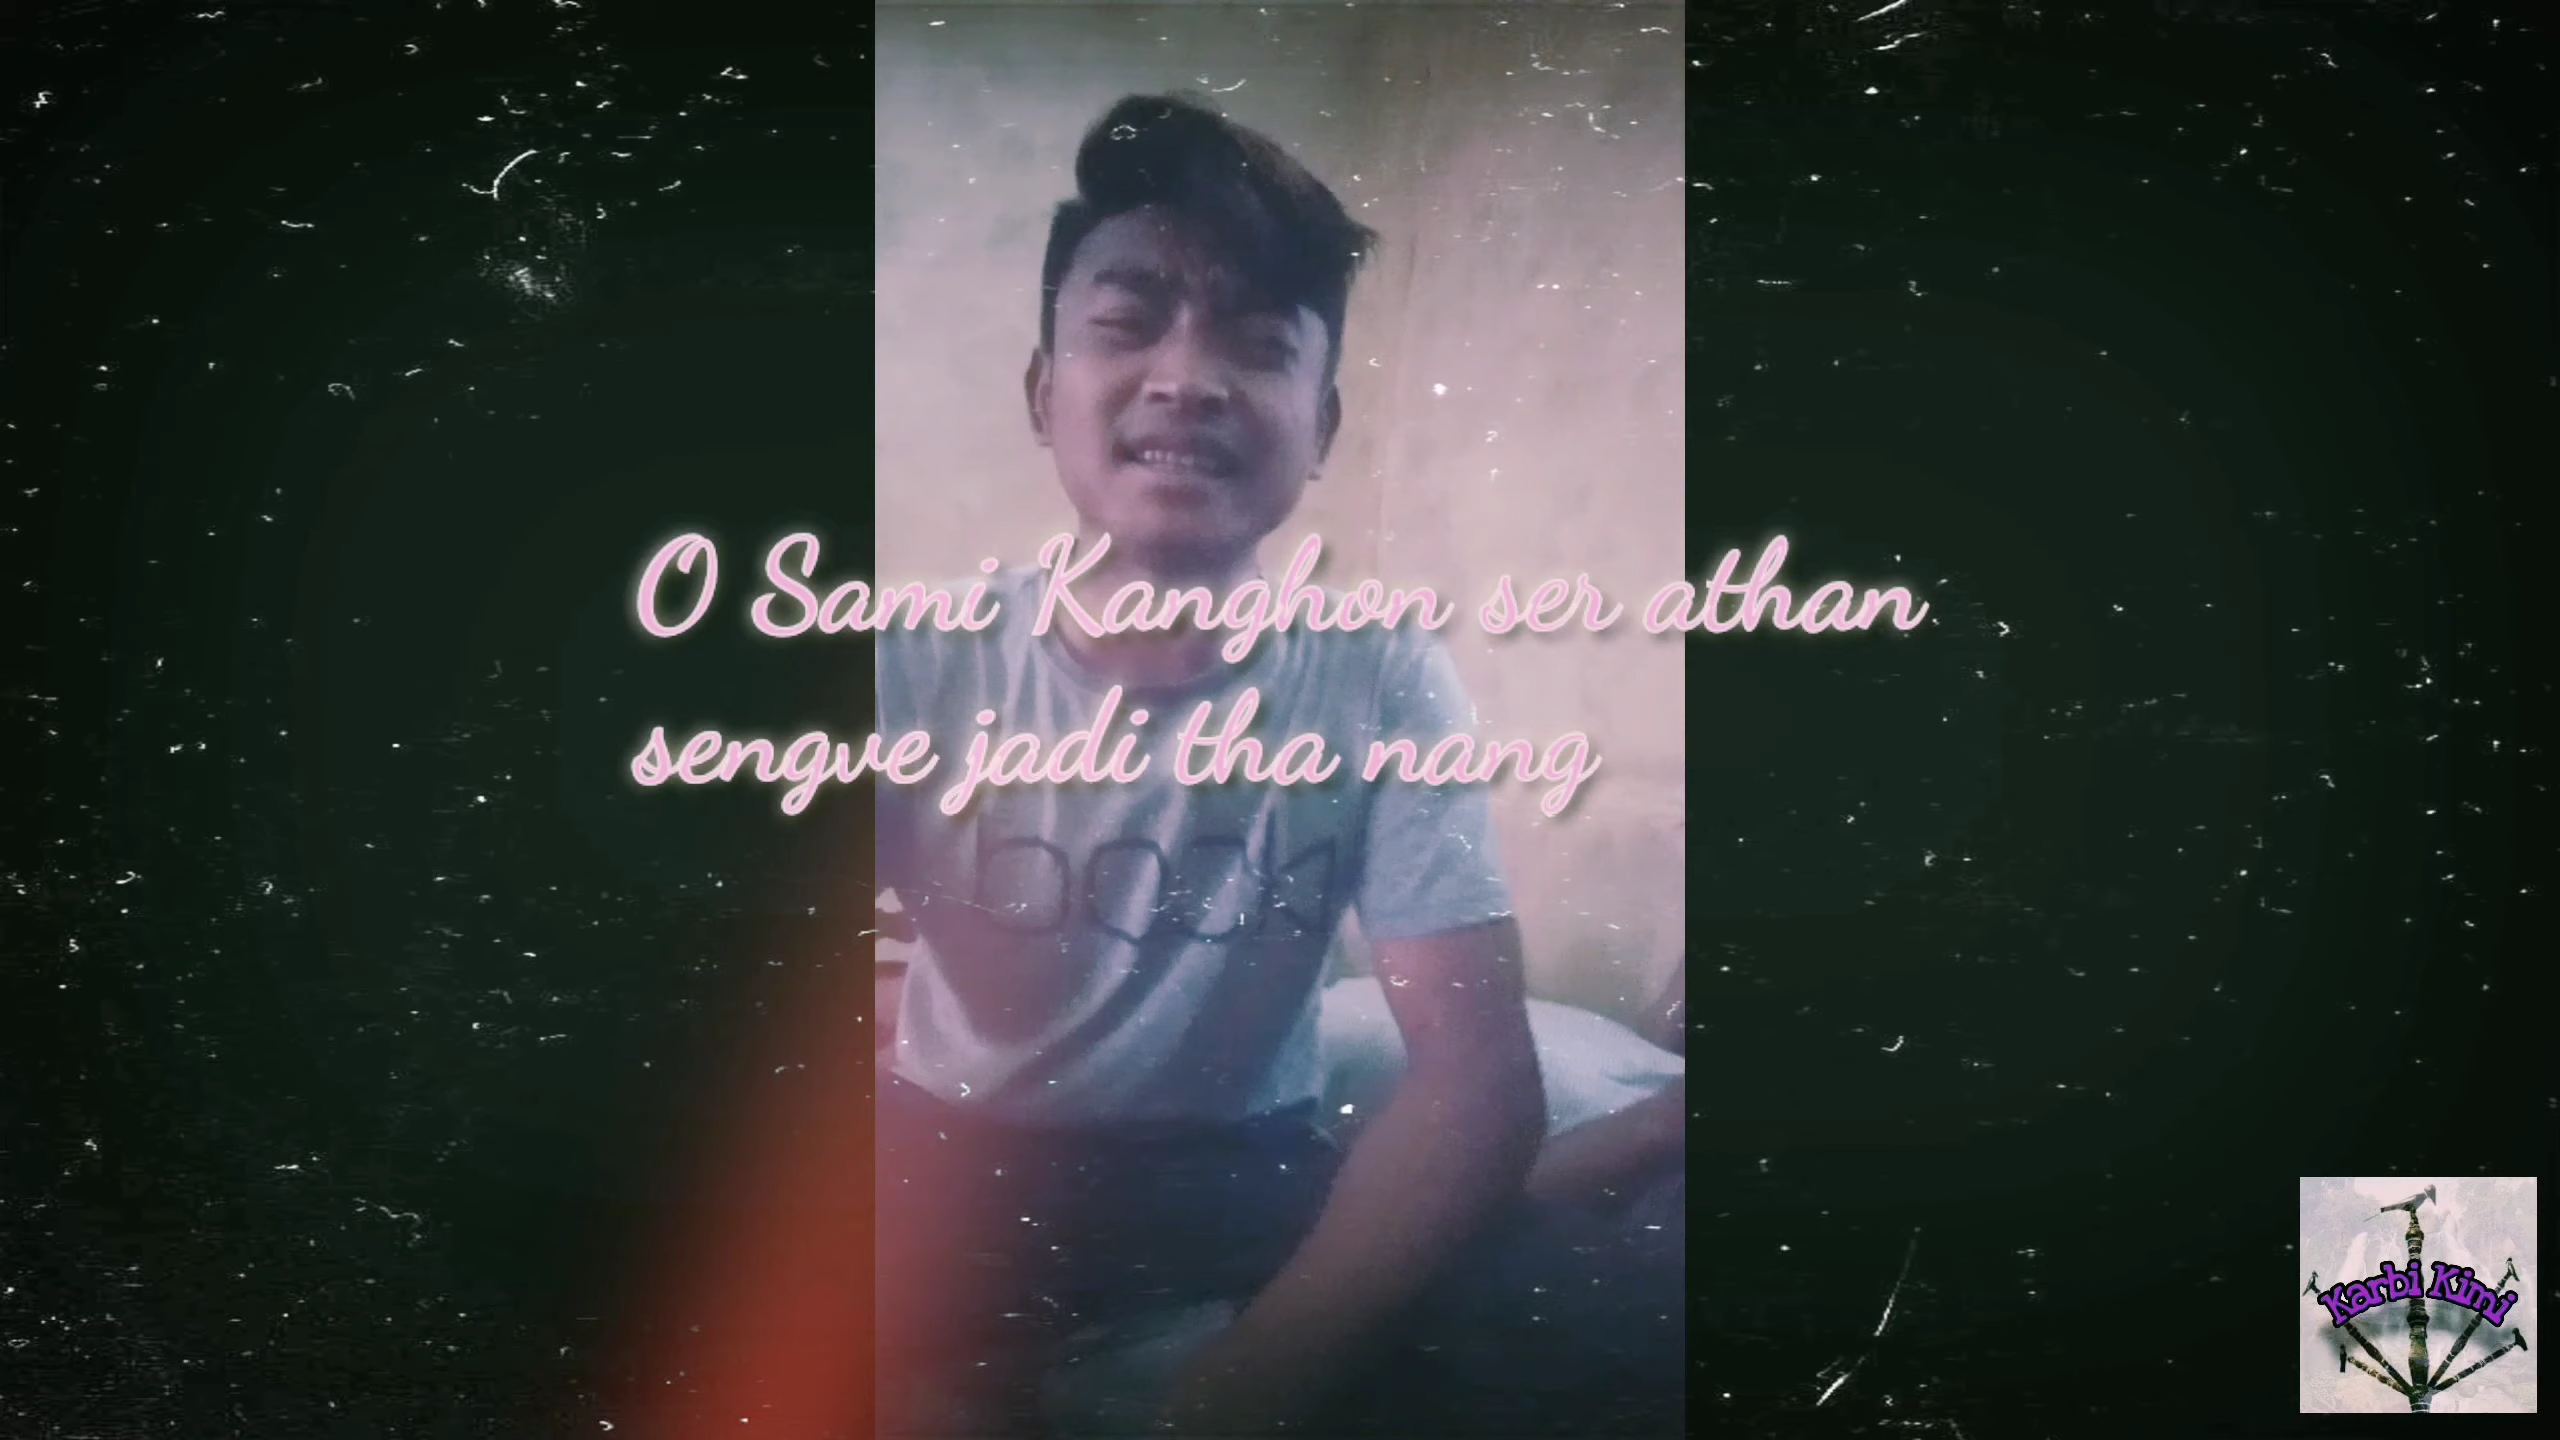 O Sami Kanghon ser athan
sengve jadi tha nang
Karbi Kimi